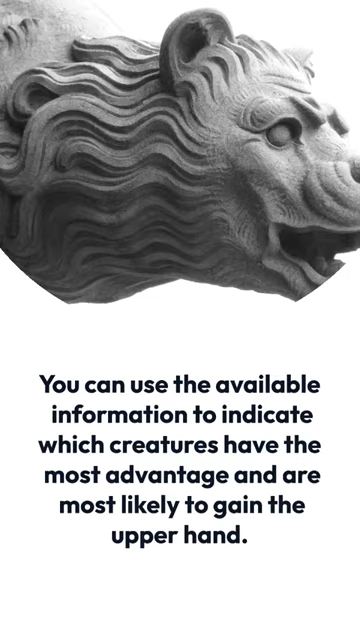 You can use the available
information to indicate
which creatures have the
most advantage and are
most likely to gain the
upper hand.